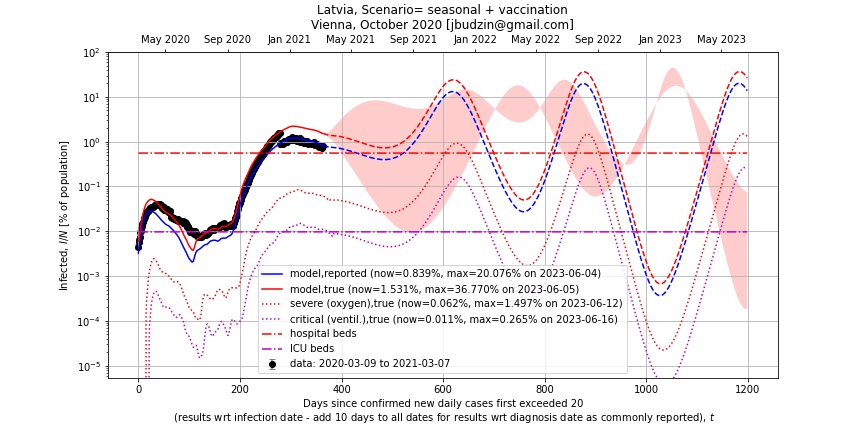 Latvia, Scenario= seasonal + vaccination
Vienna, October 2020 [jbudzin@gmail.com]
May 2020 Sep 2020 Jan 2021 May 2021 Sep 2021 Jan 2022 May 2022 Sep 2022 Jan 2023 May 2023
10²
10¹
10⁰
10⁻¹
10⁻²
10⁻³
10⁻⁴
10⁻⁵
Infected, I/N [% of population]
model,reported (now=0.839%, max=20.076% on 2023-06-04)
model,true (now=1.531%, max=36.770% on 2023-06-05)
severe (oxygen),true (now=0.062%, max=1.497% on 2023-06-12)
critical (ventil.),true (now=0.011%, max=0.265% on 2023-06-16)
hospital beds
ICU beds
data: 2020-03-09 to 2021-03-07
0 200 400 600 800 1000 1200
Days since confirmed new daily cases first exceeded 20
(results wrt infection date - add 10 days to all dates for results wrt diagnosis date as commonly reported), t